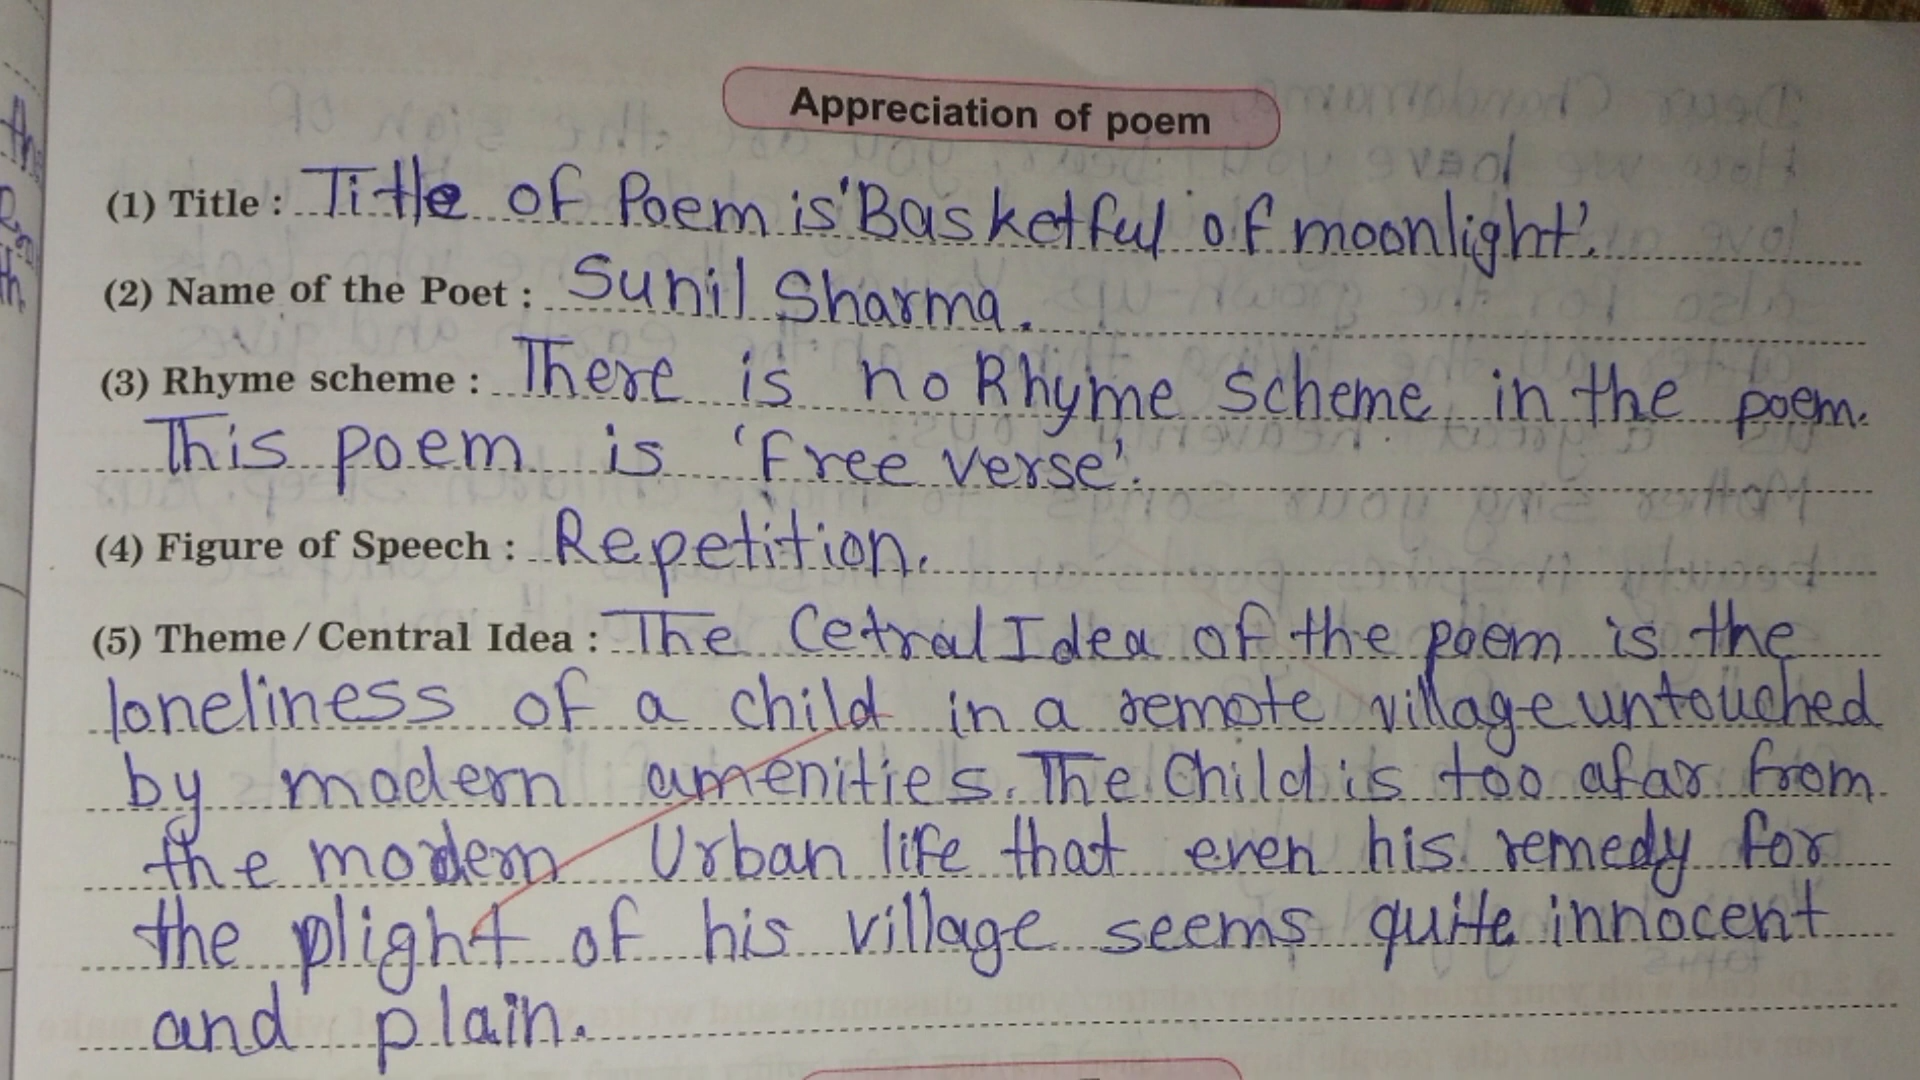 Appreciation of poem
(1) Title : Title of Poem is 'Basketful of moonlight'.
(2) Name of the Poet : Sunil Sharma.
(3) Rhyme scheme : There is no Rhyme scheme in the poem.
This poem is 'free verse'.
(4) Figure of Speech : Repetition.
(5) Theme/Central Idea : The Cetral Idea of the poem is the
loneliness of a child in a remote village untouched
by modern amenities. The Child is too afar from
the modern Urban life that even his remedy for
the plight of his village seems quite innocent
and plain.